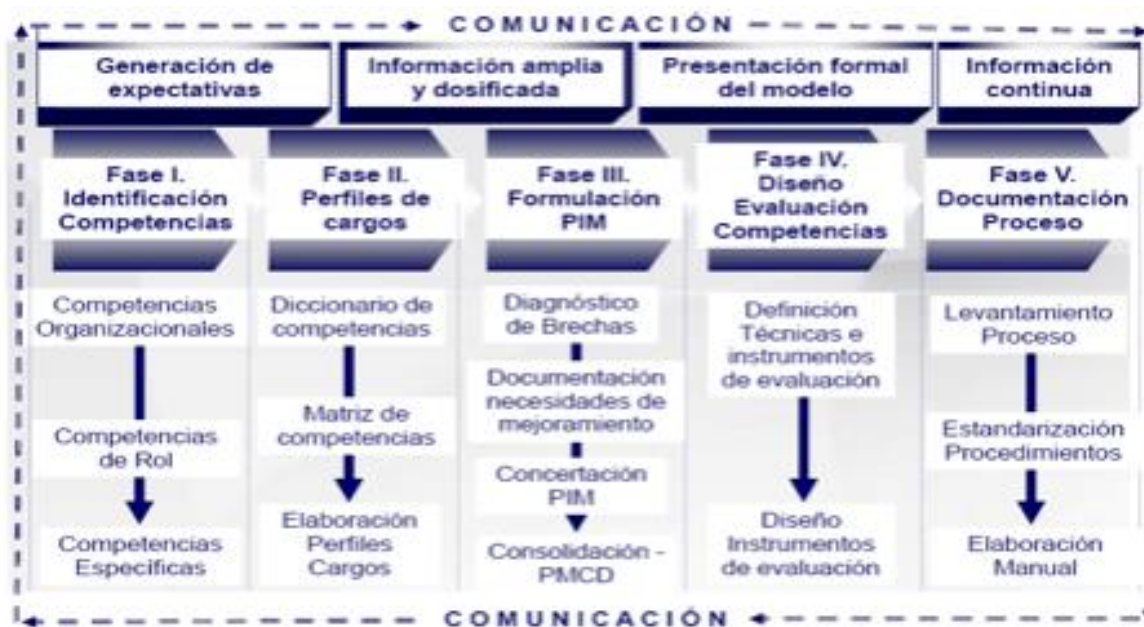 COMUNICACIÓN
Generación de
expectativas
Información amplia
y dosificada
Presentación formal
del modelo
Información
continua
Fase I.
Identificación
Competencias
Fase II.
Perfiles de
cargos
Fase III.
Formulación
PIM
Fase IV.
Diseño
Evaluación
Competencias
Fase V.
Documentación
Proceso
Competencias
Organizacionales
Competencias
de Rol
Competencias
Específicas
Diccionario de
competencias
Matriz de
competencias
Elaboración
Perfiles
Cargos
Diagnóstico
de Brechas
Documentación
necesidades de
mejoramiento
Concertación
PIM
Consolidación -
PMCD
Definición
Técnicas e
instrumentos
de evaluación
Diseño
Instrumentos
de evaluación
Levantamiento
Proceso
Estandarización
Procedimientos
Elaboración
Manual
COMUNICACIÓN